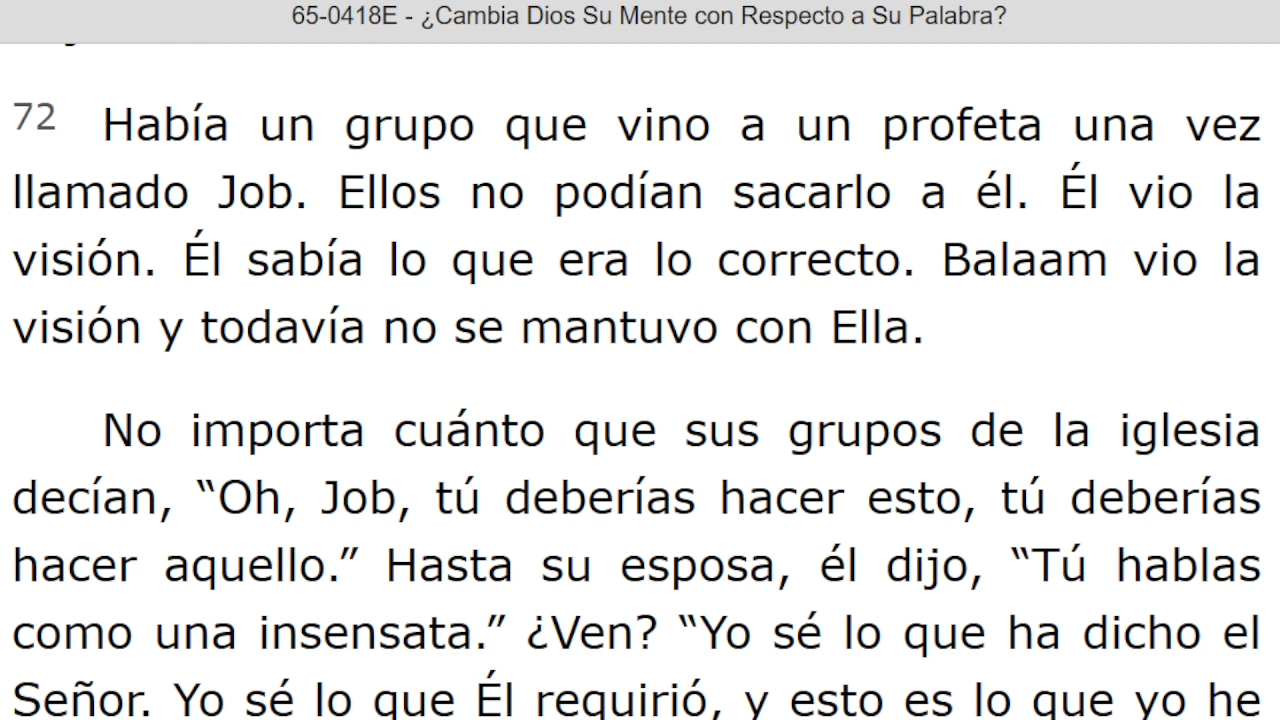 65-0418E - ¿Cambia Dios Su Mente con Respecto a Su Palabra?
72 Había un grupo que vino a un profeta una vez
llamado Job. Ellos no podían sacarlo a él. Él vio la
visión. Él sabía lo que era lo correcto. Balaam vio la
visión y todavía no se mantuvo con Ella.
No importa cuánto que sus grupos de la iglesia
decían, “Oh, Job, tú deberías hacer esto, tú deberías
hacer aquello.” Hasta su esposa, él dijo, “Tú hablas
como una insensata.” ¿Ven? “Yo sé lo que ha dicho el
Señor. Yo sé lo que Él requirió, y esto es lo que yo he